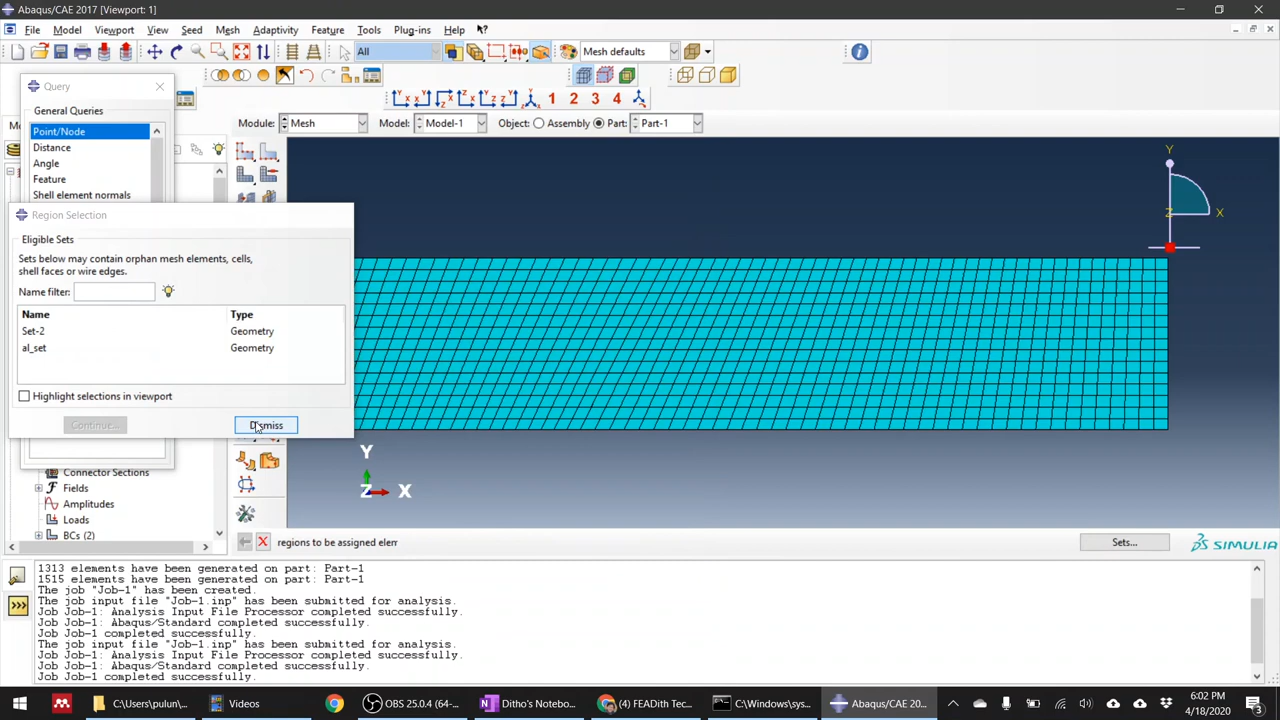 Abaqus/CAE 2017 [Viewport: 1]
File Model Viewport View Seed Mesh Adaptivity Feature Tools Plug-ins Help
All Mesh defaults
Query
1 2 3 4
General Queries
Module: Mesh Model: Model-1 Object: Assembly Part: Part-1
Point/Node
Distance
Angle
Feature
Shell element normals
Region Selection
Eligible Sets
Sets below may contain orphan mesh elements, cells,
shell faces or wire edges.
Name filter:
Name Type
Set-2 Geometry
al_set Geometry
Highlight selections in viewport
Continue... Dismiss
Y
Z X
Y
Z X
Connector Sections
Fields
Amplitudes
Loads
BCs (2)
regions to be assigned elem Sets... SIMULIA
1313 elements have been generated on part: Part-1
1515 elements have been generated on part: Part-1
The job "Job-1" has been created.
The job input file "Job-1.inp" has been submitted for analysis.
Job Job-1: Analysis Input File Processor completed successfully.
Job Job-1: Abaqus/Standard completed successfully.
Job Job-1 completed successfully.
The job input file "Job-1.inp" has been submitted for analysis.
Job Job-1: Analysis Input File Processor completed successfully.
Job Job-1: Abaqus/Standard completed successfully.
Job Job-1 completed successfully.
>>>
C:\Users\pulun... Videos OBS 25.0.4 (64-... Ditho's Notebo... (4) FEADith Tec... C:\Windows\sys... Abaqus/CAE 20...
6:02 PM
4/18/2020